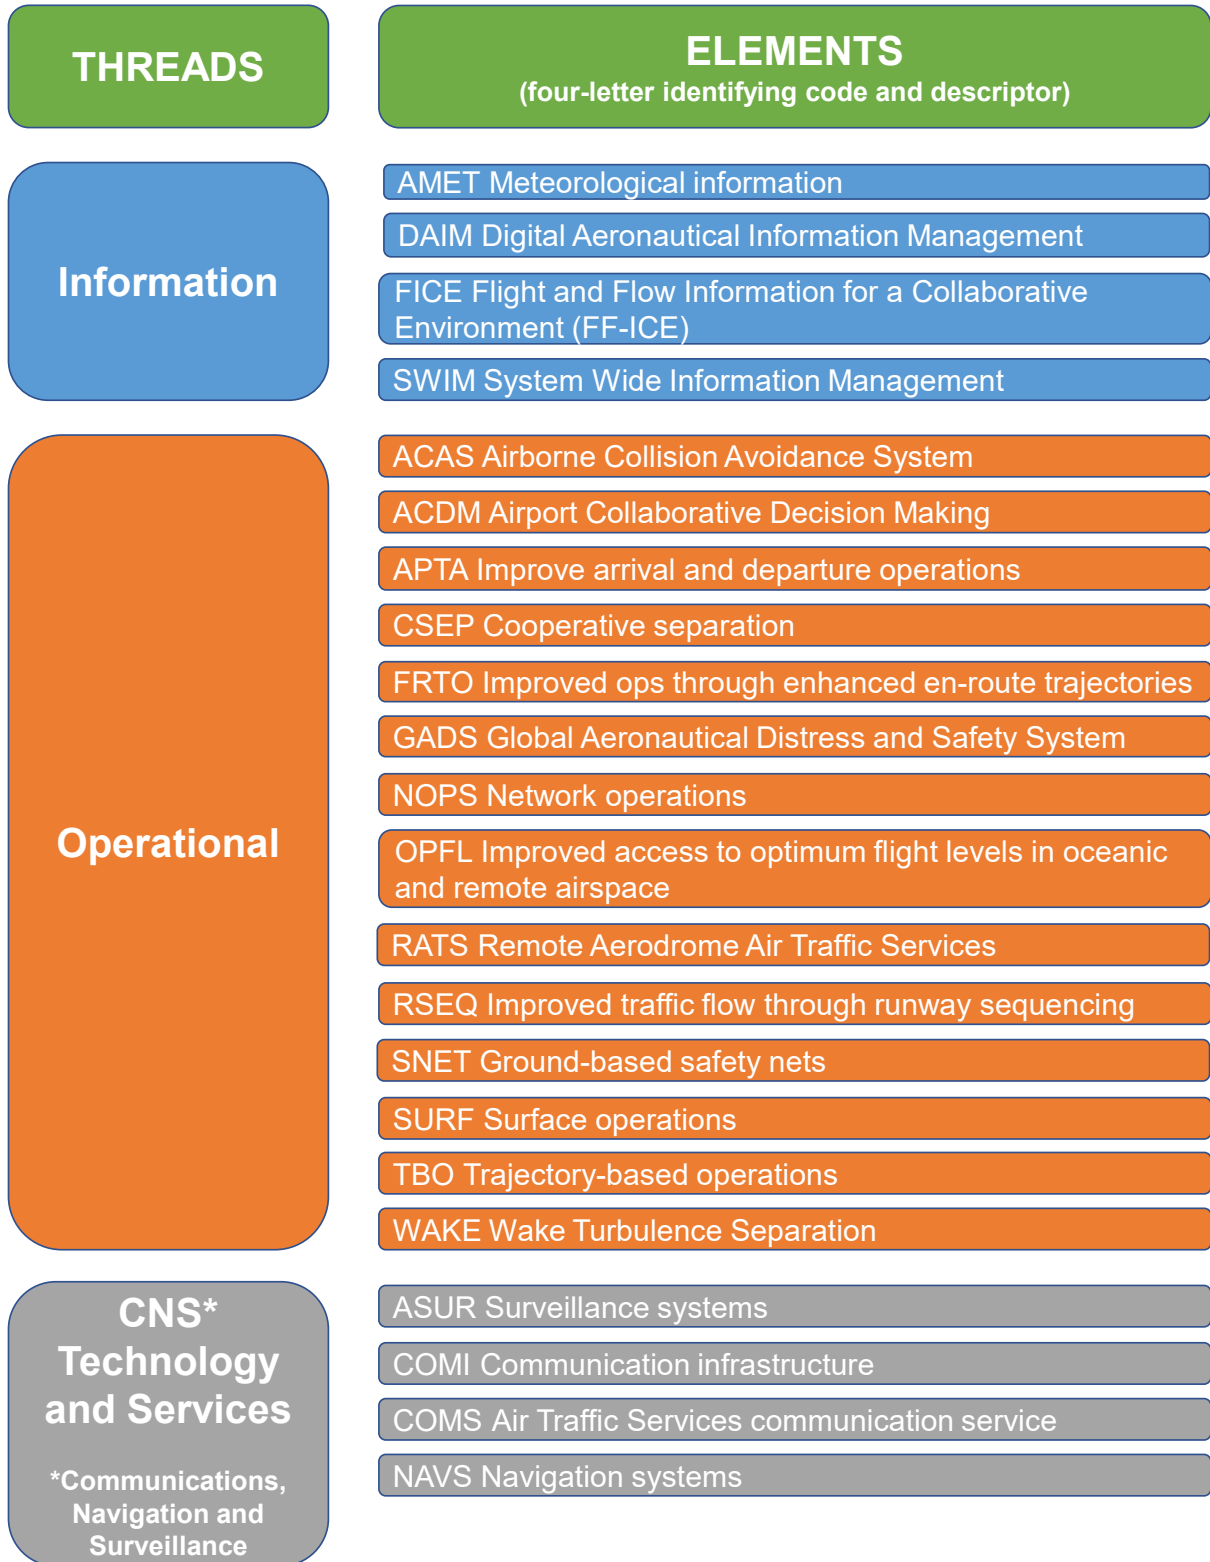 THREADS
ELEMENTS
(four-letter identifying code and descriptor)
Information
AMET Meteorological information
DAIM Digital Aeronautical Information Management
FICE Flight and Flow Information for a Collaborative
Environment (FF-ICE)
SWIM System Wide Information Management
Operational
ACAS Airborne Collision Avoidance System
ACDM Airport Collaborative Decision Making
APTA Improve arrival and departure operations
CSEP Cooperative separation
FRTO Improved ops through enhanced en-route trajectories
GADS Global Aeronautical Distress and Safety System
NOPS Network operations
OPFL Improved access to optimum flight levels in oceanic
and remote airspace
RATS Remote Aerodrome Air Traffic Services
RSEQ Improved traffic flow through runway sequencing
SNET Ground-based safety nets
SURF Surface operations
TBO Trajectory-based operations
WAKE Wake Turbulence Separation
CNS*
Technology
and Services
*Communications,
Navigation and
Surveillance
ASUR Surveillance systems
COMI Communication infrastructure
COMS Air Traffic Services communication service
NAVS Navigation systems